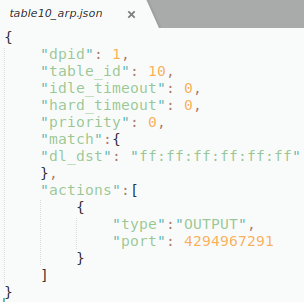 table10_arp.json ×
{
"dpid": 1,
"table_id": 10,
"idle_timeout": 0,
"hard_timeout": 0,
"priority": 0,
"match":{
"dl_dst": "ff:ff:ff:ff:ff:ff"
},
"actions":[
{
"type":"OUTPUT",
"port": 4294967291
}
]
}